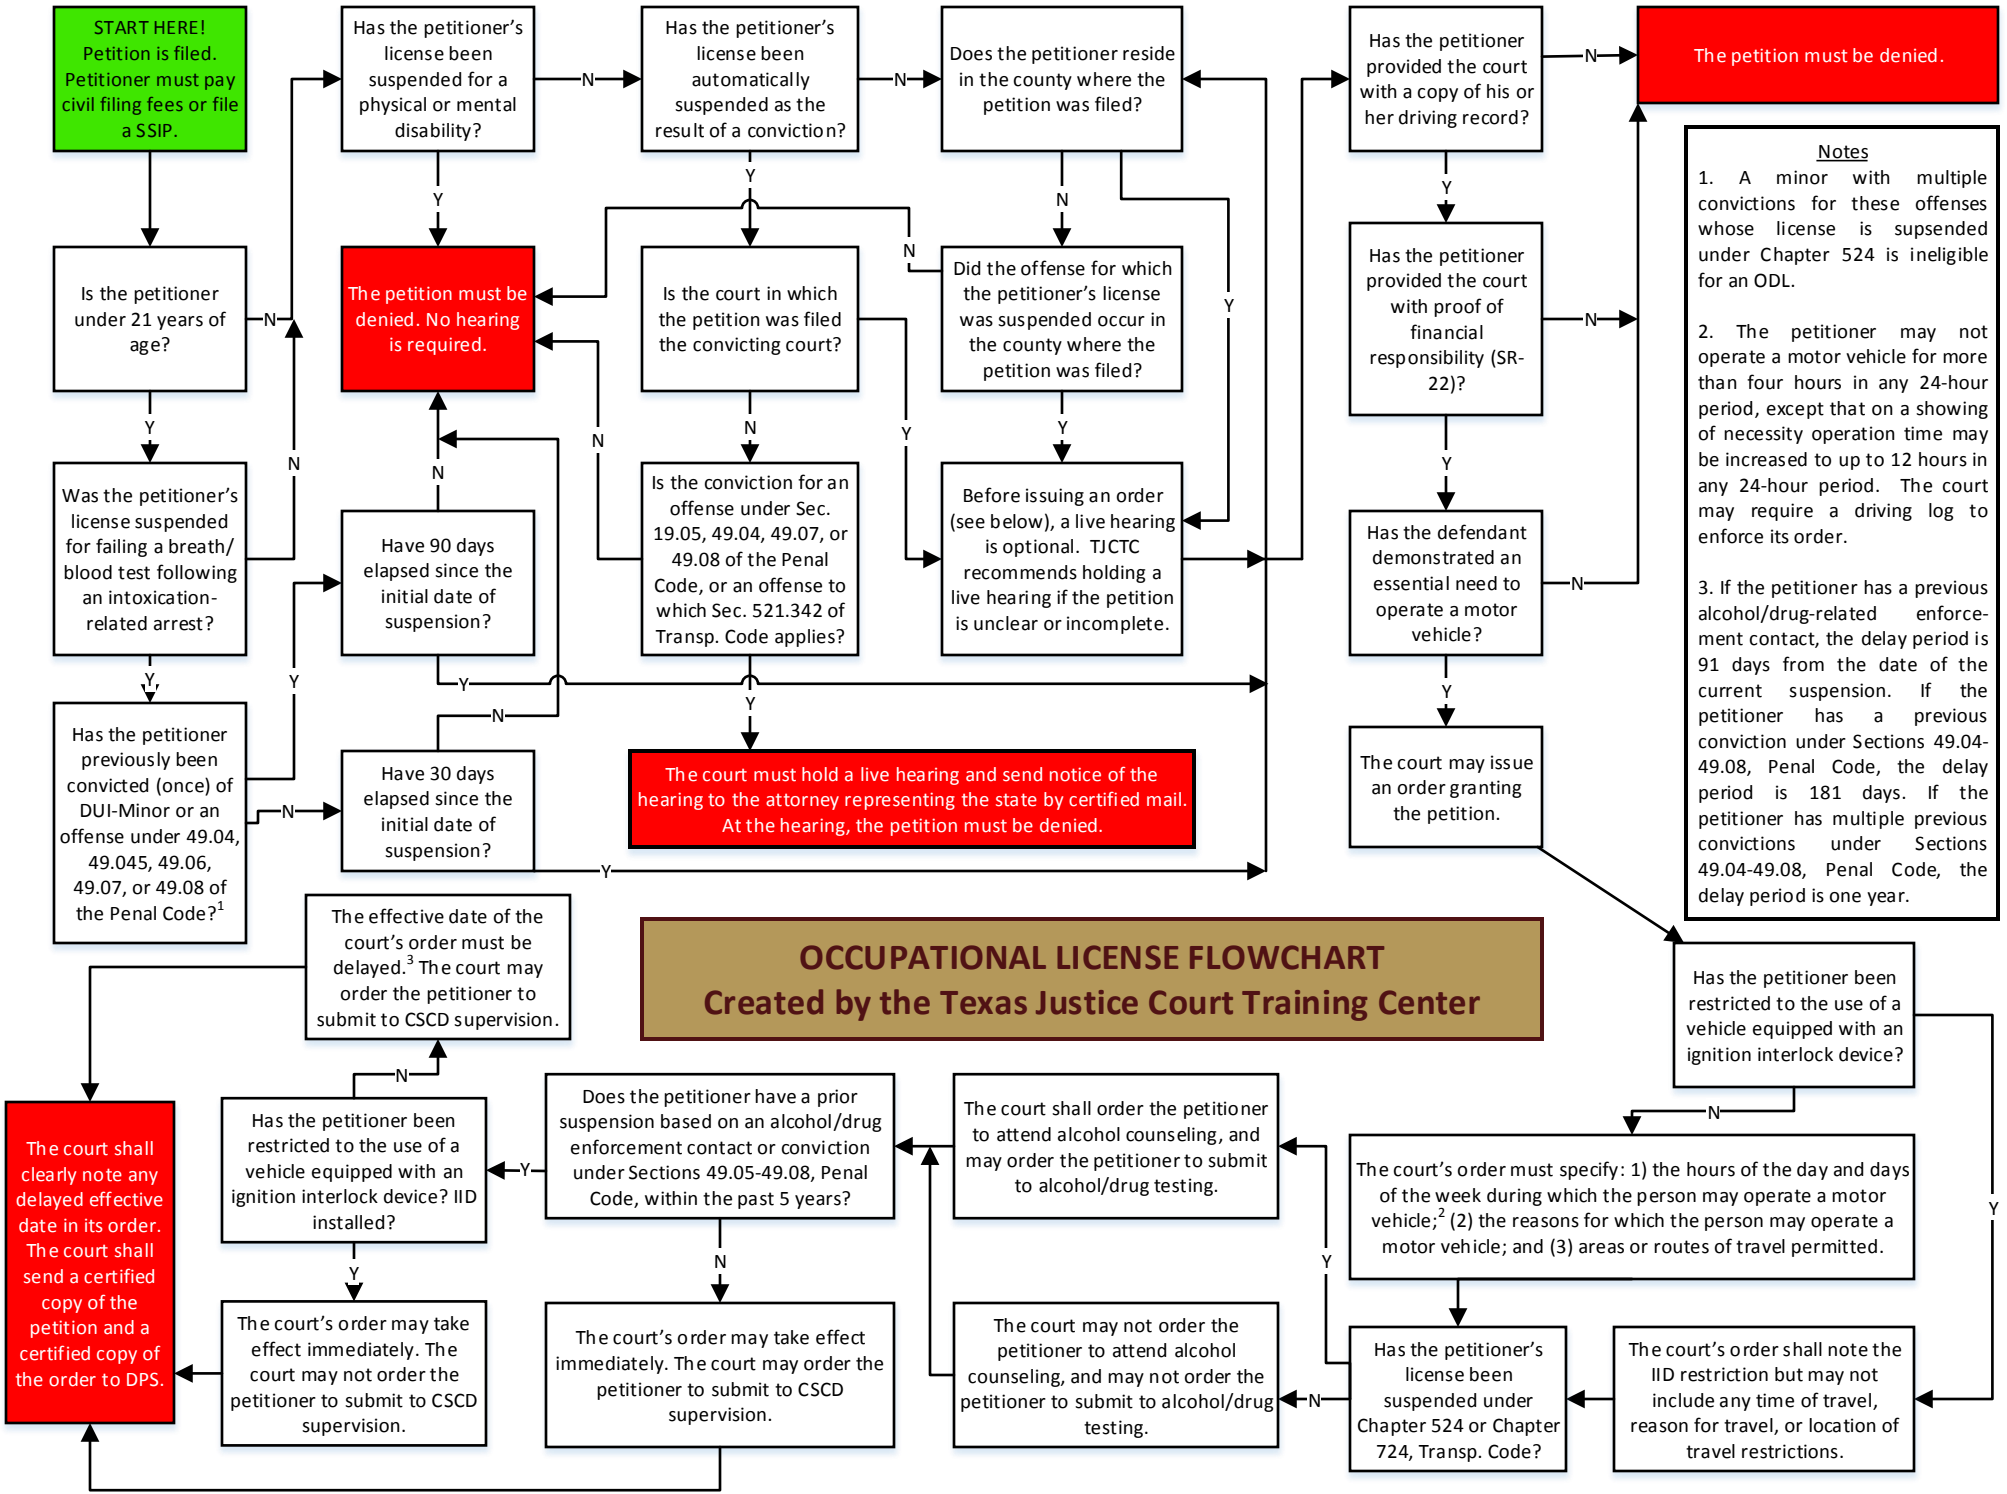 START HERE!
Petition is filed.
Petitioner must pay
civil filing fees or file
a SSIP.
Is the petitioner
under 21 years of
age?
N
Y
Was the petitioner's
license suspended
for failing a breath/
blood test following
an intoxication-
related arrest?
N
Y
Has the petitioner
previously been
convicted (once) of
DUI-Minor or an
offense under 49.04,
49.045, 49.06,
49.07, or 49.08 of
the Penal Code?1
Y
N
Has the petitioner's
license been
suspended for a
physical or mental
disability?
N
Y
The petition must be
denied. No hearing
is required.
Have 90 days
elapsed since the
initial date of
suspension?
N
Y
Have 30 days
elapsed since the
initial date of
suspension?
N
Y
Has the petitioner's
license been
automatically
suspended as the
result of a conviction?
N
Y
Is the court in which
the petition was filed
the convicting court?
Y
N
Is the conviction for an
offense under Sec.
19.05, 49.04, 49.07, or
49.08 of the Penal
Code, or an offense to
which Sec. 521.342 of
Transp. Code applies?
N
Y
The court must hold a live hearing and send notice of the
hearing to the attorney representing the state by certified mail.
At the hearing, the petition must be denied.
Does the petitioner reside
in the county where the
petition was filed?
N
Y
Did the offense for which
the petitioner's license
was suspended occur in
the county where the
petition was filed?
N
Y
Before issuing an order
(see below), a live hearing
is optional. TJCTC
recommends holding a
live hearing if the petition
is unclear or incomplete.
Has the petitioner
provided the court
with a copy of his or
her driving record?
N
Y
The petition must be denied.
Has the petitioner
provided the court
with proof of
financial
responsibility (SR-
22)?
N
Y
Has the defendant
demonstrated an
essential need to
operate a motor
vehicle?
N
Y
The court may issue
an order granting
the petition.
Notes
1. A minor with multiple
convictions for these offenses
whose license is supsended
under Chapter 524 is ineligible
for an ODL.
2. The petitioner may not
operate a motor vehicle for more
than four hours in any 24-hour
period, except that on a showing
of necessity operation time may
be increased to up to 12 hours in
any 24-hour period. The court
may require a driving log to
enforce its order.
3. If the petitioner has a previous
alcohol/drug-related enforce-
ment contact, the delay period is
91 days from the date of the
current suspension. If the
petitioner has a previous
conviction under Sections 49.04-
49.08, Penal Code, the delay
period is 181 days. If the
petitioner has multiple previous
convictions under Sections
49.04-49.08, Penal Code, the
delay period is one year.
OCCUPATIONAL LICENSE FLOWCHART
Created by the Texas Justice Court Training Center
Has the petitioner been
restricted to the use of a
vehicle equipped with an
ignition interlock device?
N
Y
The court's order must specify: 1) the hours of the day and days
of the week during which the person may operate a motor
vehicle;2 (2) the reasons for which the person may operate a
motor vehicle; and (3) areas or routes of travel permitted.
The court's order shall note the
IID restriction but may not
include any time of travel,
reason for travel, or location of
travel restrictions.
Has the petitioner's
license been
suspended under
Chapter 524 or Chapter
724, Transp. Code?
Y
N
The court shall order the petitioner
to attend alcohol counseling, and
may order the petitioner to submit
to alcohol/drug testing.
The court may not order the
petitioner to attend alcohol
counseling, and may not order the
petitioner to submit to alcohol/drug
testing.
Does the petitioner have a prior
suspension based on an alcohol/drug
enforcement contact or conviction
under Sections 49.05-49.08, Penal
Code, within the past 5 years?
Y
N
The court's order may take effect
immediately. The court may order the
petitioner to submit to CSCD
supervision.
Has the petitioner been
restricted to the use of a
vehicle equipped with an
ignition interlock device? IID
installed?
N
Y
The effective date of the
court's order must be
delayed.3 The court may
order the petitioner to
submit to CSCD supervision.
The court's order may take
effect immediately. The
court may not order the
petitioner to submit to CSCD
supervision.
The court shall
clearly note any
delayed effective
date in its order.
The court shall
send a certified
copy of the
petition and a
certified copy of
the order to DPS.